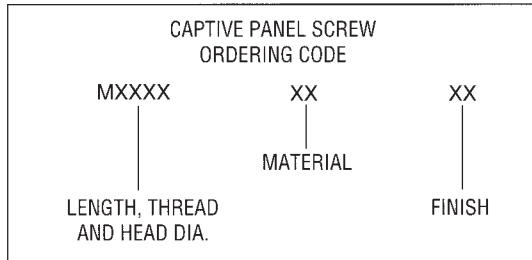 CAPTIVE PANEL SCREW
ORDERING CODE
MXXXX XX XX
MATERIAL
LENGTH, THREAD
AND HEAD DIA.
FINISH